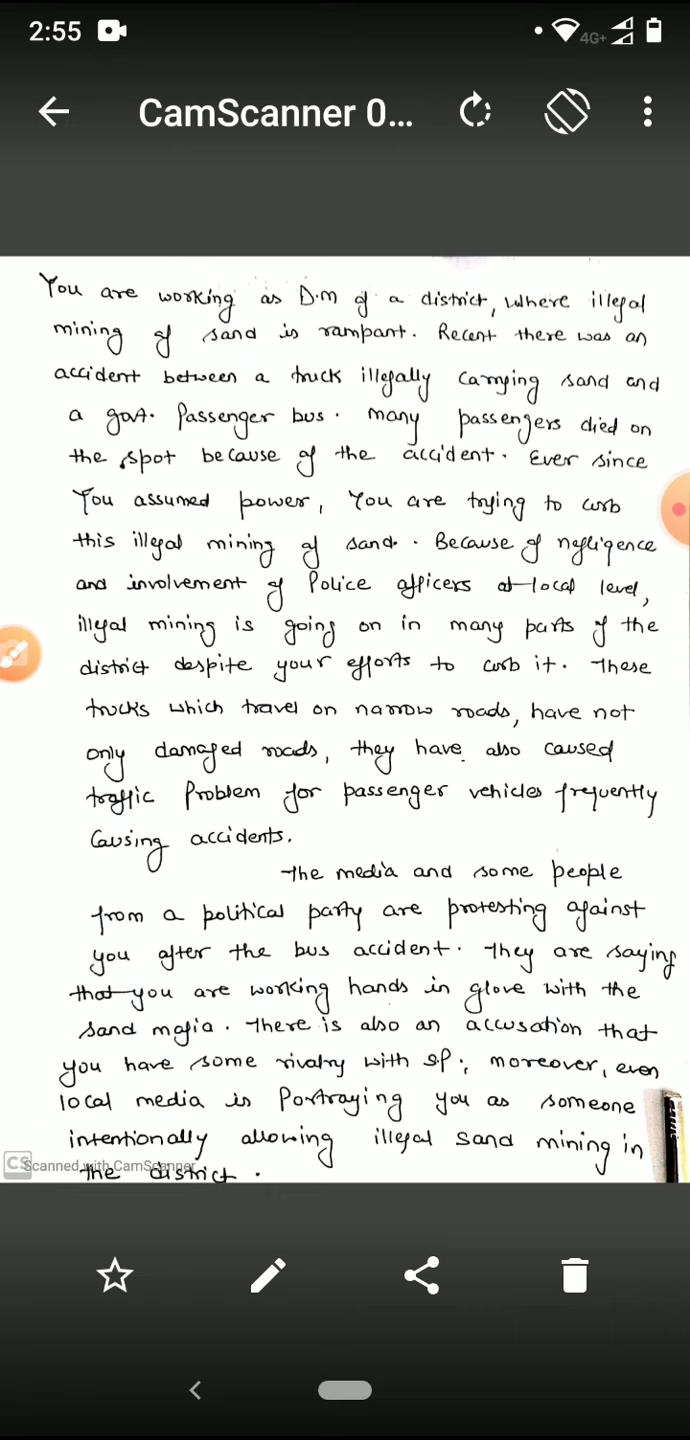 2:55
4G+
CamScanner 0...
You are working as D.M of a district, where illegal
mining of sand is rampant. Recent there was an
accident between a truck illegally carrying sand and
a govt. Passenger bus. many passengers died on
the spot because of the accident. Ever since
You assumed power, You are trying to curb
this illegal mining of sand. Because of negligence
and involvement of Police officers at local level,
illegal mining is going on in many parts of the
district despite your efforts to curb it. These
trucks which travel on narrow roads, have not
only damaged roads, they have also caused
traffic Problem for passenger vehicles frequently
Causing accidents.
The media and some people
from a political party are protesting against
you after the bus accident. They are saying
that you are working hands in glove with the
sand mafia. There is also an accusation that
you have some rivalry with S.P., moreover, even
local media is Portraying you as someone
intentionally allowing illegal sand mining in
the district.
CS Scanned with CamScanner